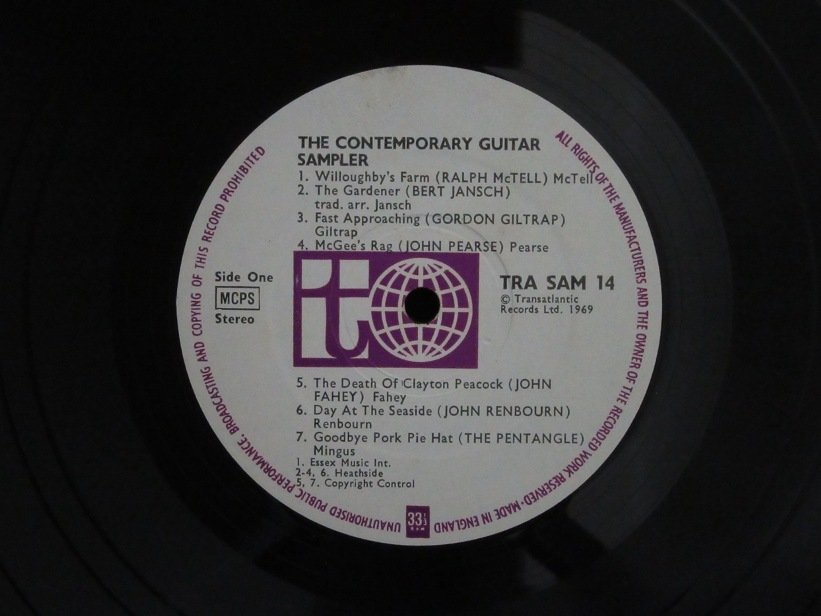 THE CONTEMPORARY GUITAR
SAMPLER
1. Willoughby's Farm (RALPH McTELL) McTell
2. The Gardener (BERT JANSCH)
trad. arr. Jansch
3. Fast Approaching (GORDON GILTRAP)
Giltrap
4. McGee's Rag (JOHN PEARSE) Pearse
Side One
MCPS
Stereo
t
TRA SAM 14
© Transatlantic
Records Ltd. 1969
5. The Death Of Clayton Peacock (JOHN
FAHEY) Fahey
6. Day At The Seaside (JOHN RENBOURN)
Renbourn
7. Goodbye Pork Pie Hat (THE PENTANGLE)
Mingus
1. Essex Music Int.
2-4, 6. Heathside
5, 7. Copyright Control
33⅓
RPM
ALL RIGHTS OF THE MANUFACTURERS AND THE OWNER OF THE RECORDED WORK RESERVED-MADE IN ENGLAND
UNAUTHORISED PUBLIC PERFORMANCE, BROADCASTING AND COPYING OF THIS RECORD PROHIBITED